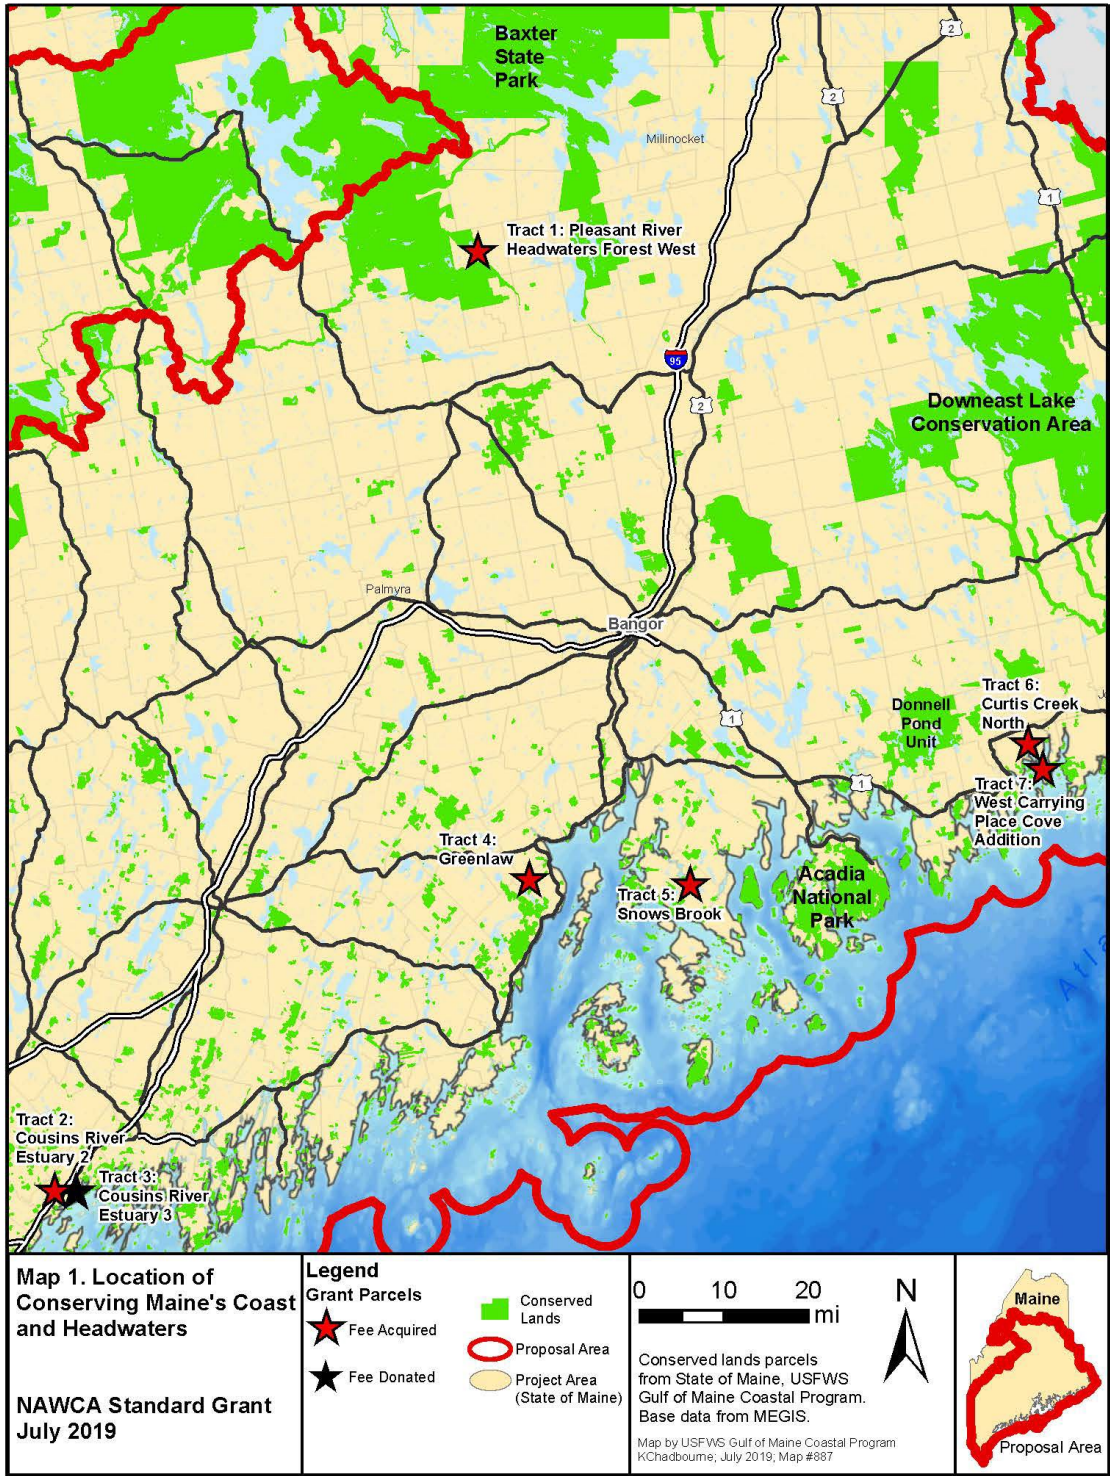 Baxter
State
Park
2
2
Millinocket
1
Tract 1: Pleasant River
Headwaters Forest West
95
2
Downeast Lake
Conservation Area
Palmyra
Bangor
1
Donnell
Pond
Unit
Tract 6:
Curtis Creek
North
1
Tract 7:
West Carrying
Place Cove
Addition
Tract 4:
Greenlaw
Tract 5:
Snows Brook
Acadia
National
Park
Tract 2:
Cousins River
Estuary 2
Tract 3:
Cousins River
Estuary 3
Map 1. Location of
Conserving Maine's Coast
and Headwaters
NAWCA Standard Grant
July 2019
Legend
Grant Parcels
Fee Acquired
Fee Donated
Conserved
Lands
Proposal Area
Project Area
(State of Maine)
0 10 20
mi
Conserved lands parcels
from State of Maine, USFWS
Gulf of Maine Coastal Program.
Base data from MEGIS.
Map by USFWS Gulf of Maine Coastal Program
KChadbourne; July 2019; Map #887
N
Maine
Proposal Area